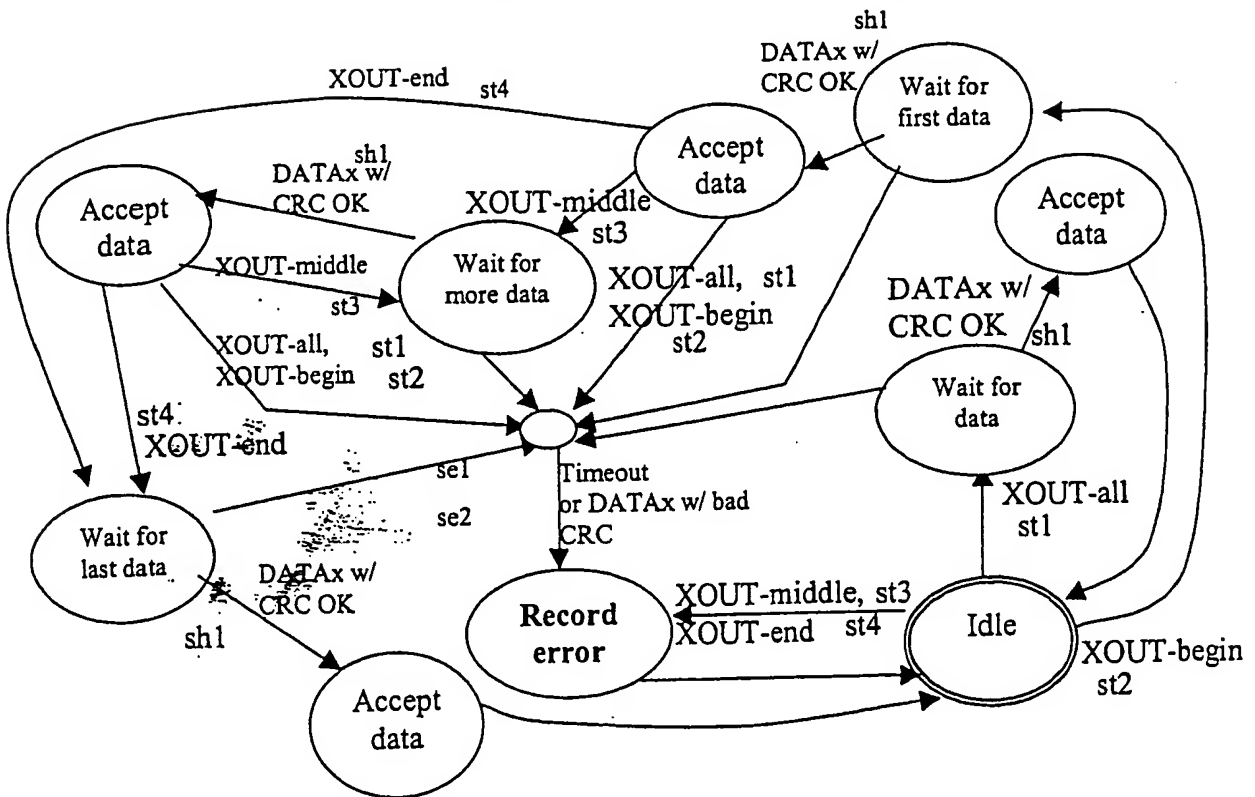 sh1
DATAx w/
CRC OK
Wait for
first data
XOUT-end
st4
Accept
data
sh1
DATAx w/
CRC OK
Accept
data
XOUT-middle
st3
Accept
data
XOUT-middle
st3
Wait for
more data
XOUT-all, st1
XOUT-begin
st2
DATAx w/
CRC OK
sh1
XOUT-all, st1
XOUT-begin st2
Wait for
data
st4
XOUT-end
se1
se2
Timeout
or DATAx w/ bad
CRC
XOUT-all
st1
Wait for
last data
DATAx w/
CRC OK
sh1
Record
error
XOUT-middle, st3
XOUT-end st4
Idle
XOUT-begin
st2
Accept
data